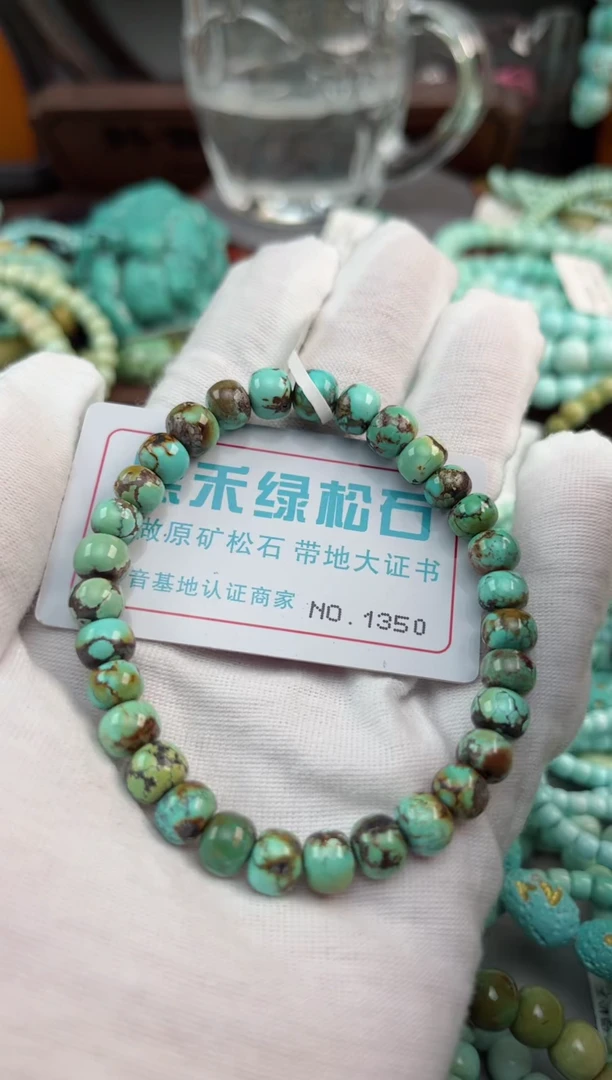 禾绿松石
做原矿松石 带地大证书
音基地认证商家 NO.1350